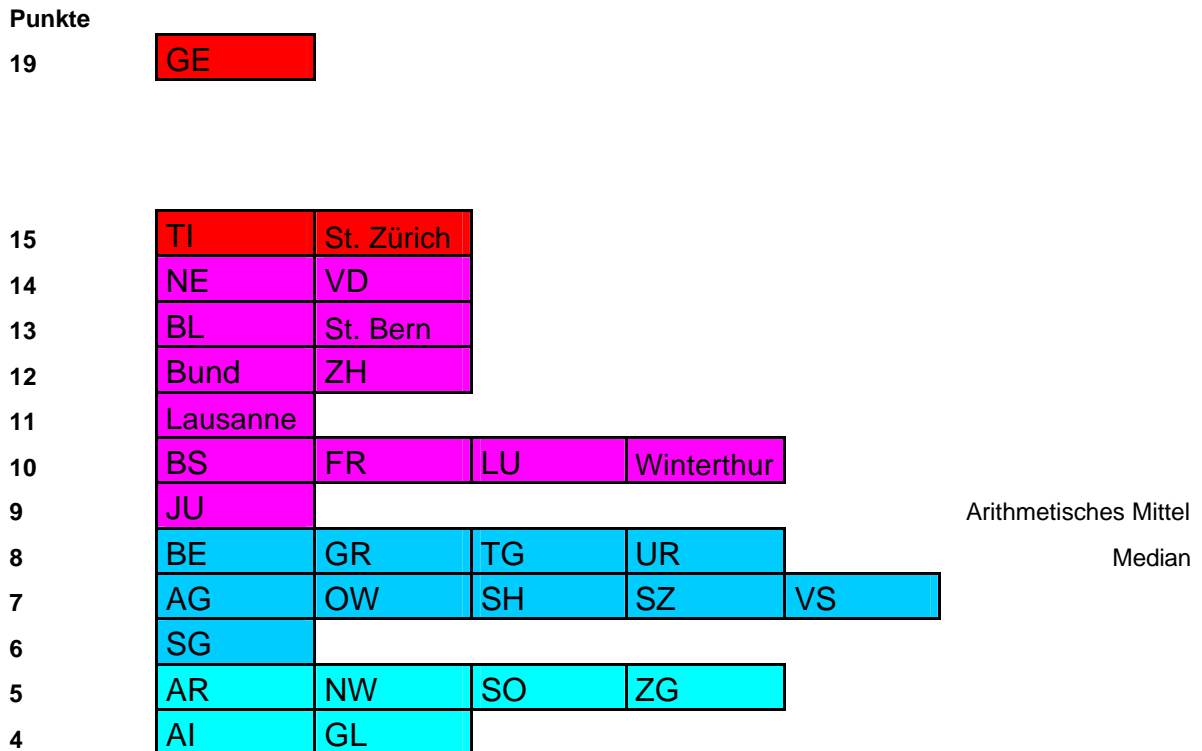 Punkte
19 GE
15 TI St. Zürich
14 NE VD
13 BL St. Bern
12 Bund ZH
11 Lausanne
10 BS FR LU Winterthur
9 JU Arithmetisches Mittel
8 BE GR TG UR Median
7 AG OW SH SZ VS
6 SG
5 AR NW SO ZG
4 AI GL